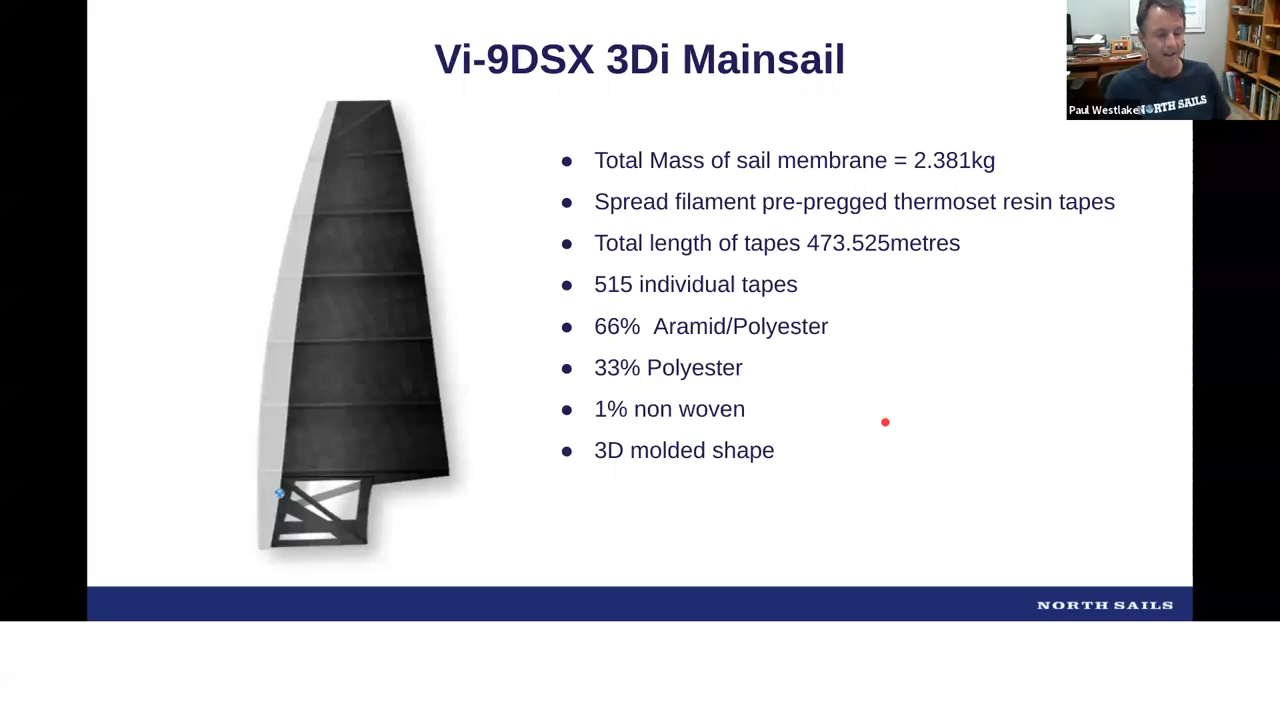 Vi-9DSX 3Di Mainsail
Paul Westlake
NORTH SAILS
● Total Mass of sail membrane = 2.381kg
● Spread filament pre-pregged thermoset resin tapes
● Total length of tapes 473.525metres
● 515 individual tapes
● 66% Aramid/Polyester
● 33% Polyester
● 1% non woven
● 3D molded shape
NORTH SAILS